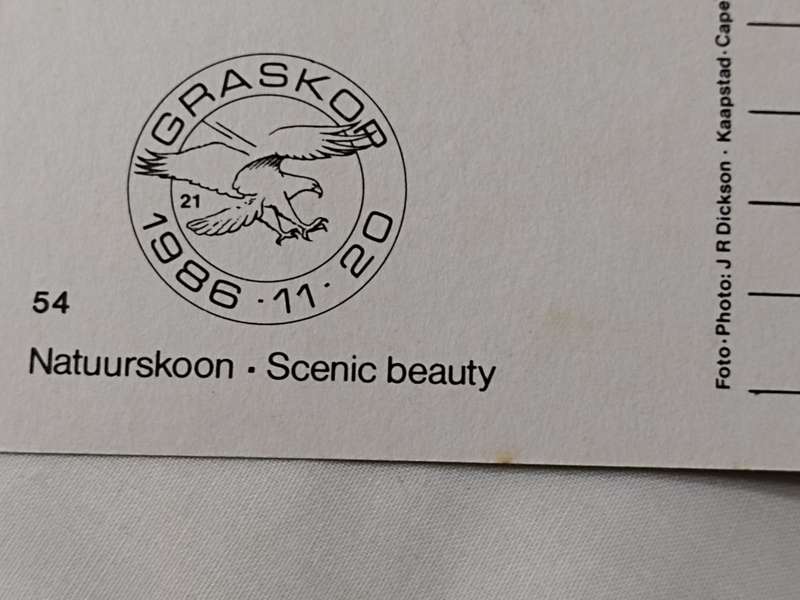 GRASKOP
21
1986·11·20
54
Natuurskoon · Scenic beauty
Foto·Photo: J R Dickson · Kaapstad·Cape